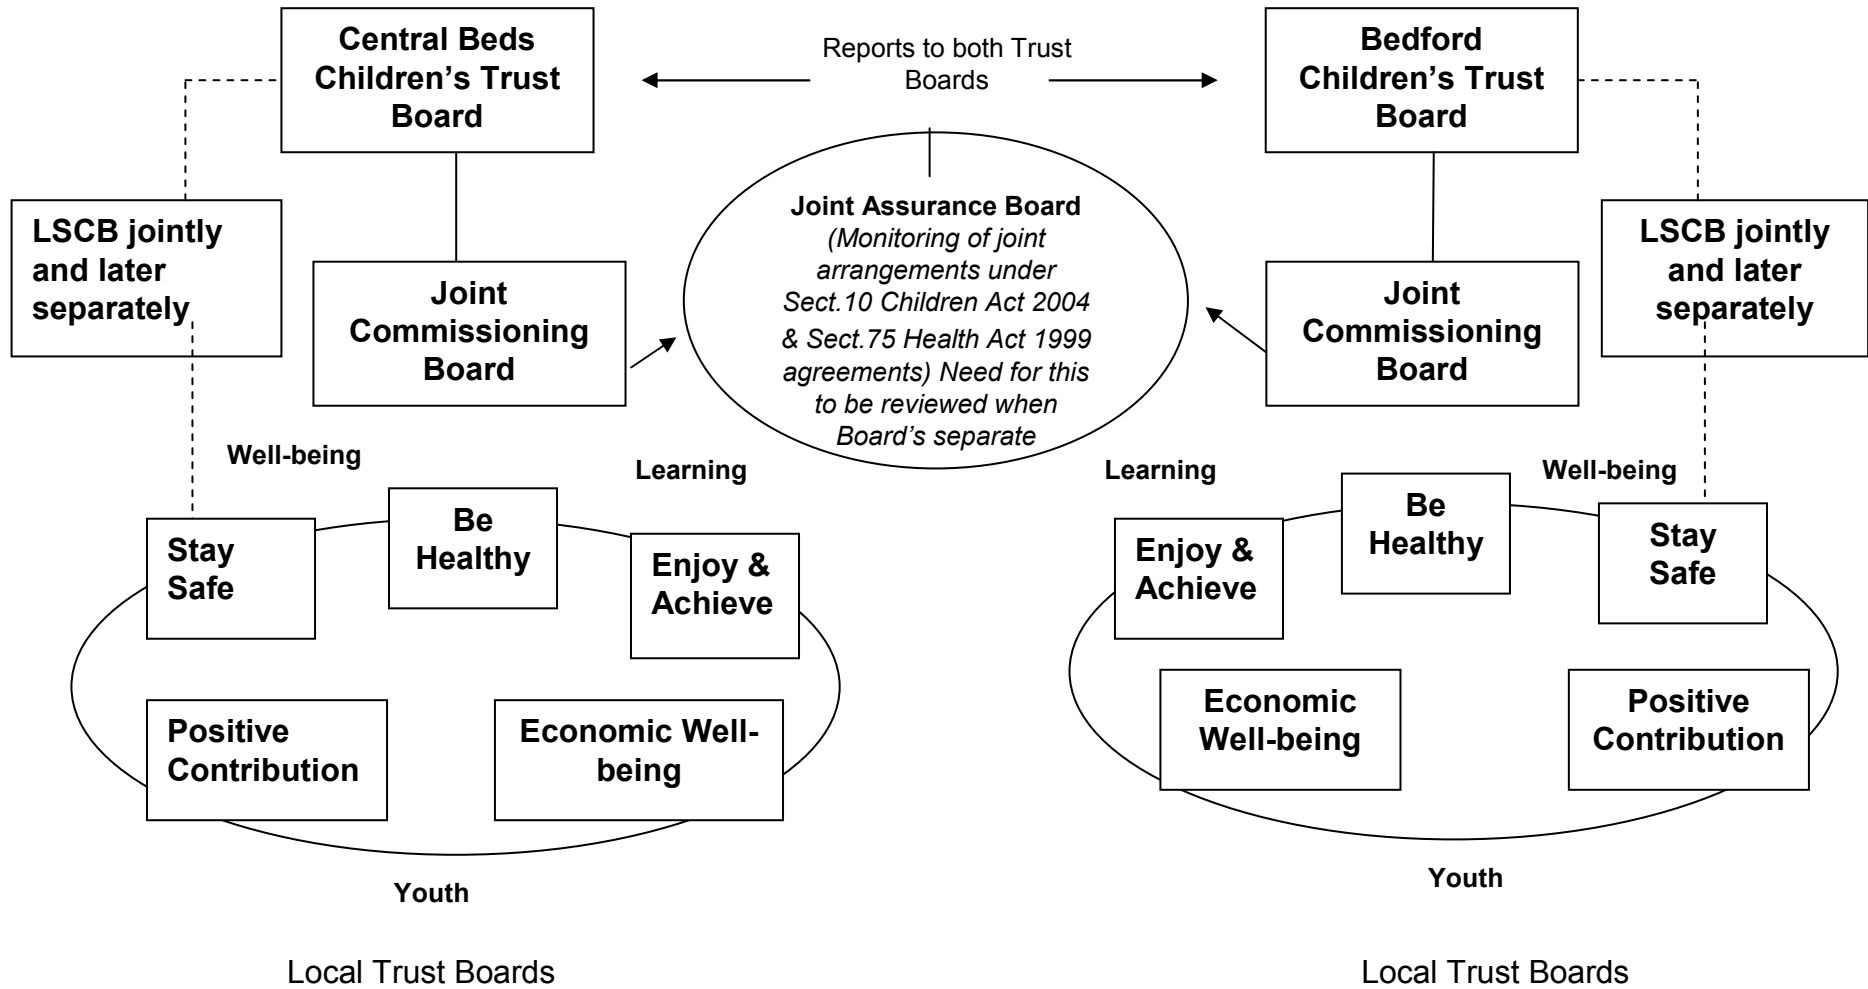 Central Beds
Children’s Trust
Board
Reports to both Trust
Boards
Bedford
Children’s Trust
Board
LSCB jointly
and later
separately
Joint
Commissioning
Board
Joint Assurance Board
(Monitoring of joint
arrangements under
Sect.10 Children Act 2004
& Sect.75 Health Act 1999
agreements) Need for this
to be reviewed when
Board’s separate
Joint
Commissioning
Board
LSCB jointly
and later
separately
Well-being
Learning
Stay
Safe
Be
Healthy
Enjoy &
Achieve
Positive
Contribution
Economic Well-
being
Youth
Local Trust Boards
Learning
Well-being
Enjoy &
Achieve
Be
Healthy
Stay
Safe
Economic
Well-being
Positive
Contribution
Youth
Local Trust Boards